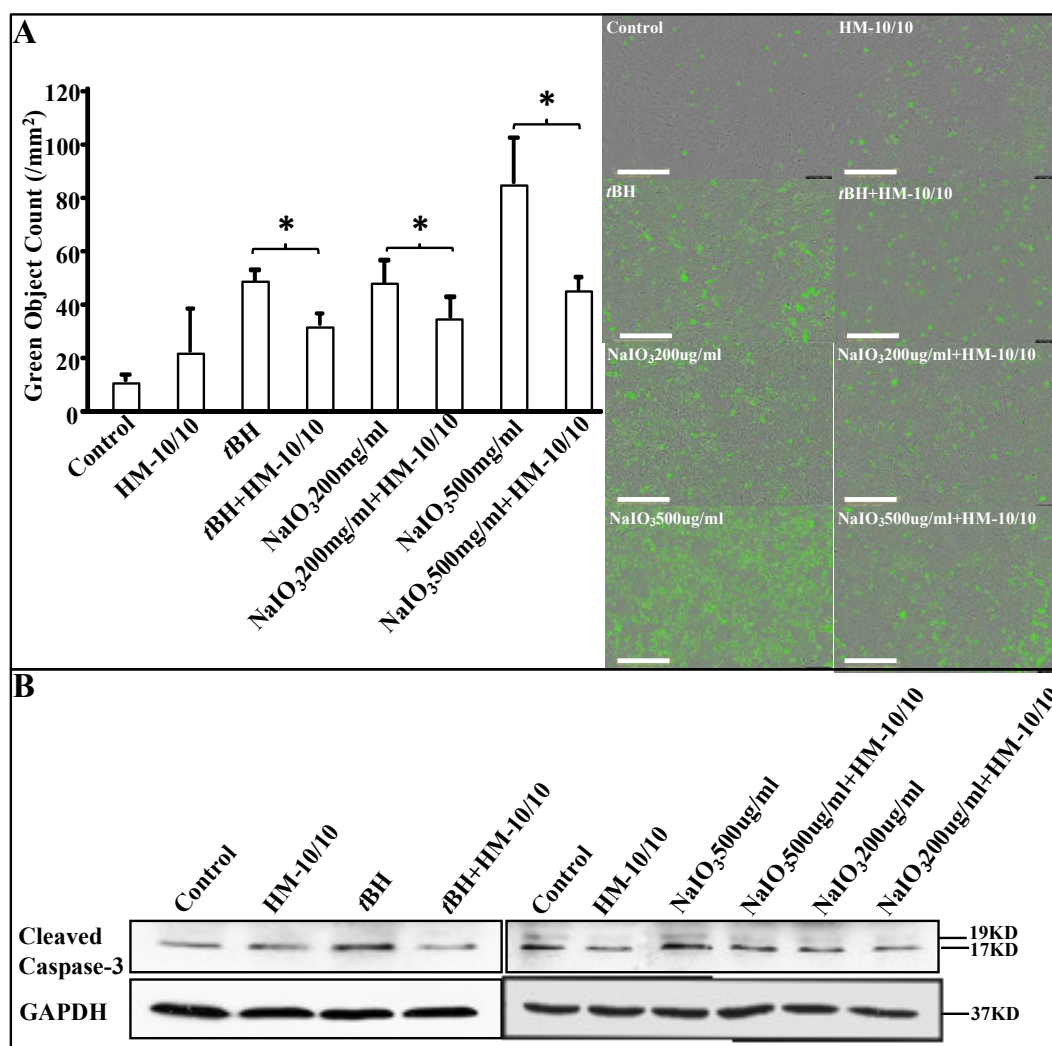 A
Green Object Count (/mm²)
120
100
80
60
40
20
0
*
*
*
Control
HM-10/10
tBH
tBH+HM-10/10
NaIO₃200mg/ml
NaIO₃200mg/ml+HM-10/10
NaIO₃500mg/ml
NaIO₃500mg/ml+HM-10/10
Control
HM-10/10
tBH
tBH+HM-10/10
NaIO₃200ug/ml
NaIO₃200ug/ml+HM-10/10
NaIO₃500ug/ml
NaIO₃500ug/ml+HM-10/10
B
Control
HM-10/10
tBH
tBH+HM-10/10
Control
HM-10/10
NaIO₃500ug/ml
NaIO₃500ug/ml+HM-10/10
NaIO₃200ug/ml
NaIO₃200ug/ml+HM-10/10
Cleaved
Caspase-3
19KD
17KD
GAPDH
37KD